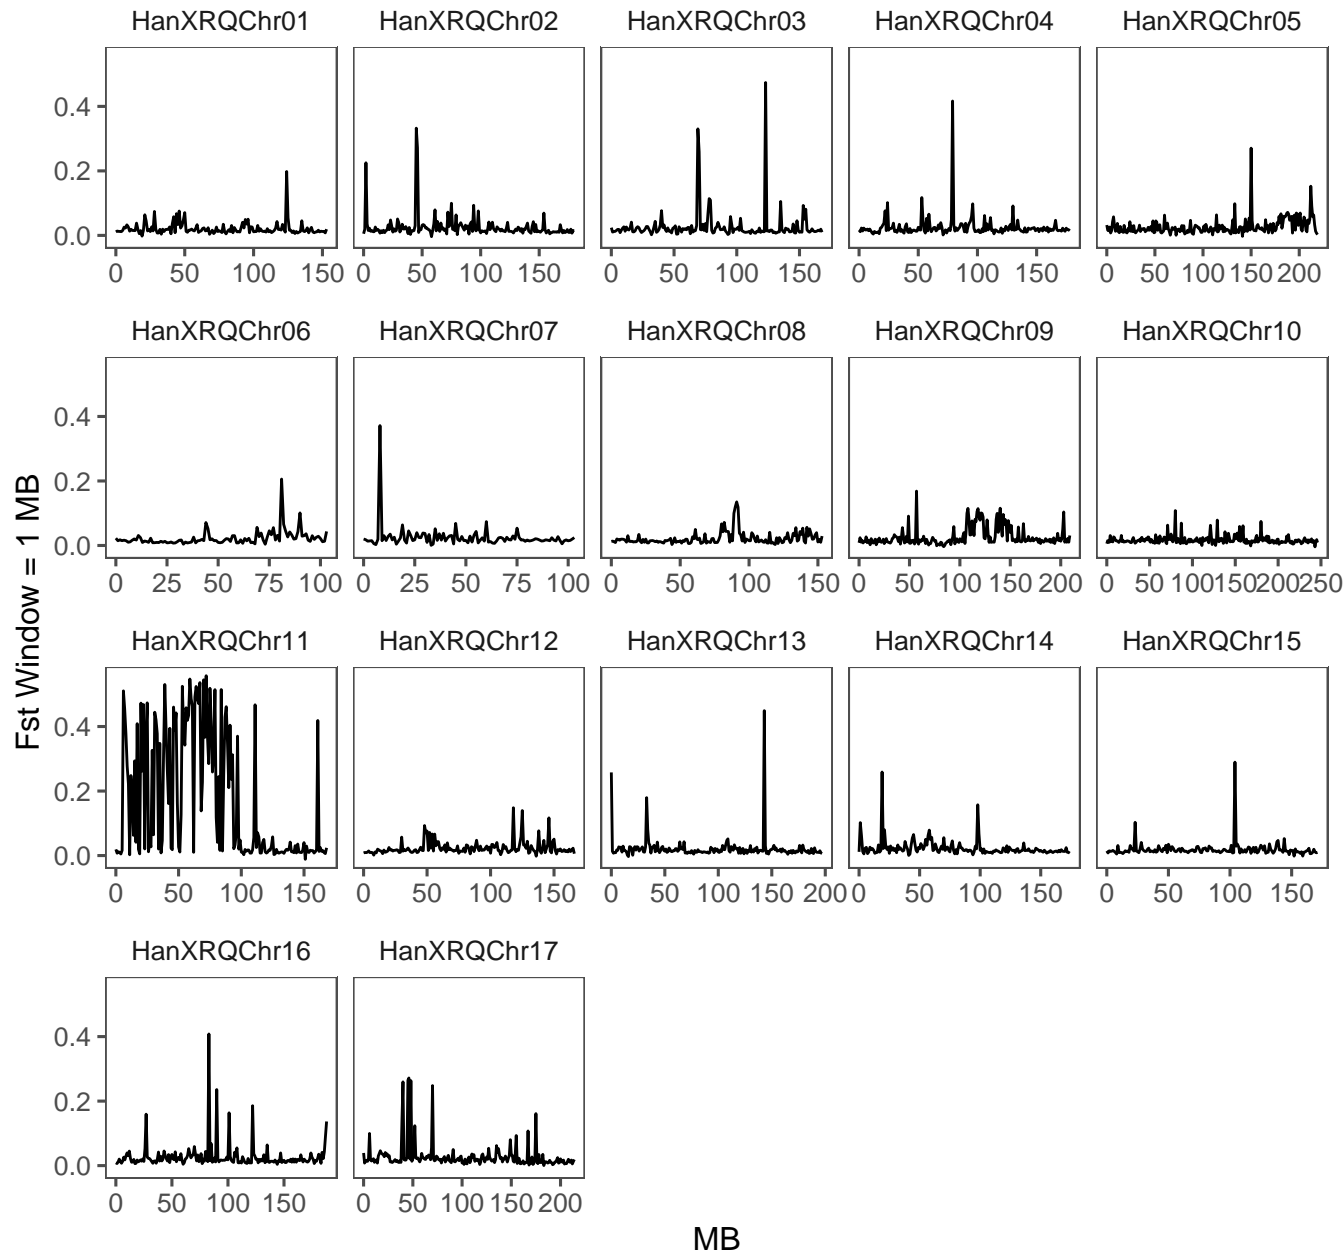 HanXRQChr01 HanXRQChr02 HanXRQChr03 HanXRQChr04 HanXRQChr05
0.4
0.2
0.0
0 50 100 150 0 50 100 150 0 50 100 150 0 50 100 150 0 50 100 150 200
HanXRQChr06 HanXRQChr07 HanXRQChr08 HanXRQChr09 HanXRQChr10
0.4
0.2
0.0
0 25 50 75 100 0 25 50 75 100 0 50 100 150 0 50 100 150 200 0 50 100 150 200 250
Fst Window = 1 MB
HanXRQChr11 HanXRQChr12 HanXRQChr13 HanXRQChr14 HanXRQChr15
0.4
0.2
0.0
0 50 100 150 0 50 100 150 0 50 100 150 200 0 50 100 150 0 50 100 150
HanXRQChr16 HanXRQChr17
0.4
0.2
0.0
0 50 100 150 0 50 100 150 200
MB